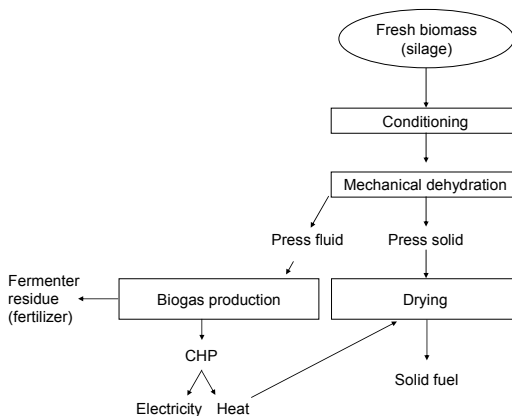 Fresh biomass
(silage)
Conditioning
Mechanical dehydration
Press fluid
Press solid
Fermenter
residue
(fertilizer)
Biogas production
Drying
CHP
Solid fuel
Electricity
Heat